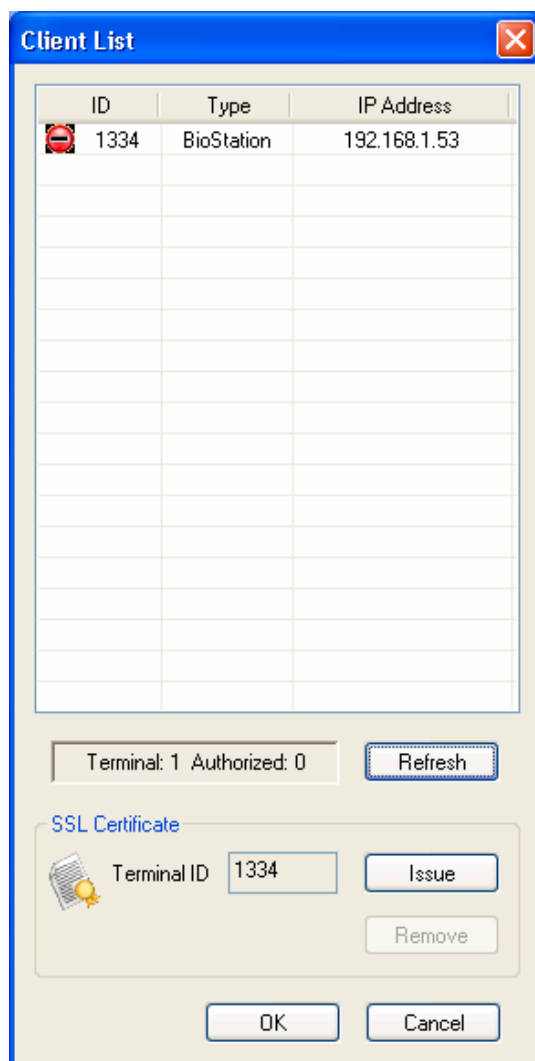 Client List
ID Type IP Address
1334 BioStation 192.168.1.53
Terminal: 1 Authorized: 0 Refresh
SSL Certificate
Terminal ID 1334 Issue
Remove
OK Cancel